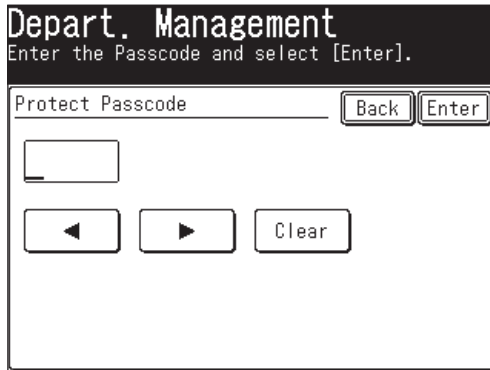 Depart. Management
Enter the Passcode and select [Enter].
Protect Passcode
Back Enter
Clear